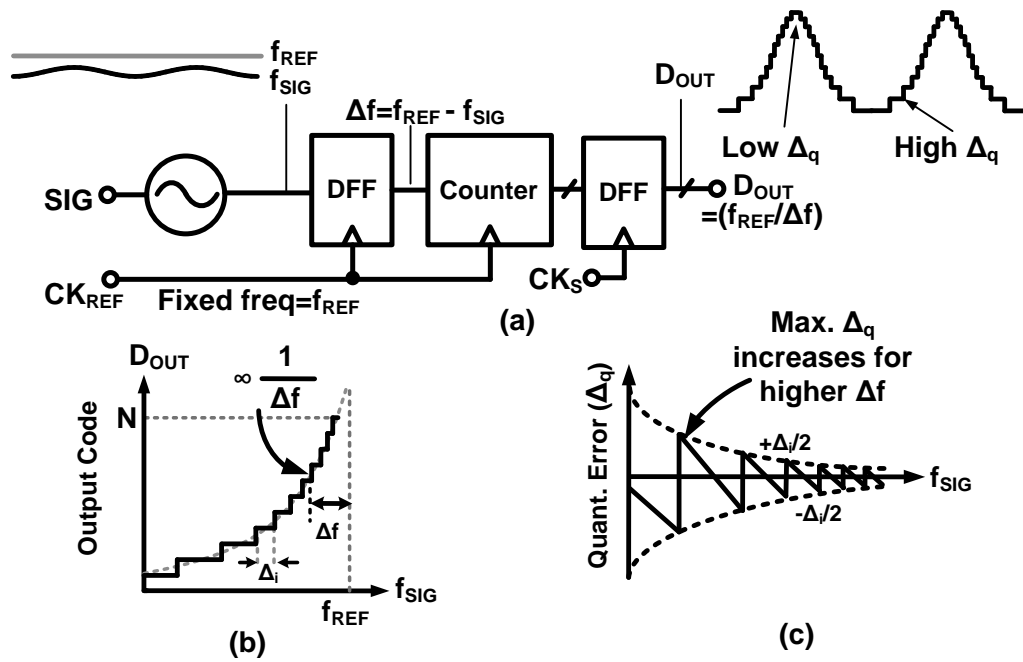 f_REF
f_SIG
Δf=f_REF - f_SIG
D_OUT
Low Δ_q
High Δ_q
SIG
DFF
Counter
DFF
D_OUT
=(f_REF/Δf)
CK_REF
Fixed freq=f_REF
CK_S
(a)
D_OUT
∞ 1/Δf
N
Output Code
Δf
Δ_i
f_REF
f_SIG
(b)
Max. Δ_q
increases for
higher Δf
Quant. Error (Δ_q)
+Δ_i/2
-Δ_i/2
f_SIG
(c)